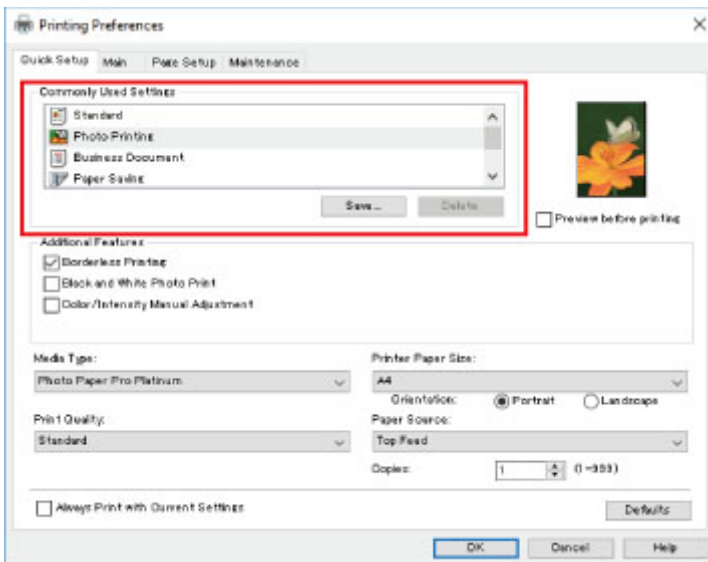 Printing Preferences
Quick Setup Main Page Setup Maintenance
Commonly Used Settings
Standard
Photo Printing
Business Document
Paper Saving
Save... Delete
Preview before printing
Additional Features
Borderless Printing
Black and White Photo Print
Color/Intensity Manual Adjustment
Media Type:
Photo Paper Pro Platinum
Printer Paper Size:
A4
Orientation: Portrait Landscape
Print Quality:
Standard
Paper Source:
Top Feed
Copies: 1 (1-999)
Always Print with Current Settings
Defaults
OK Cancel Help